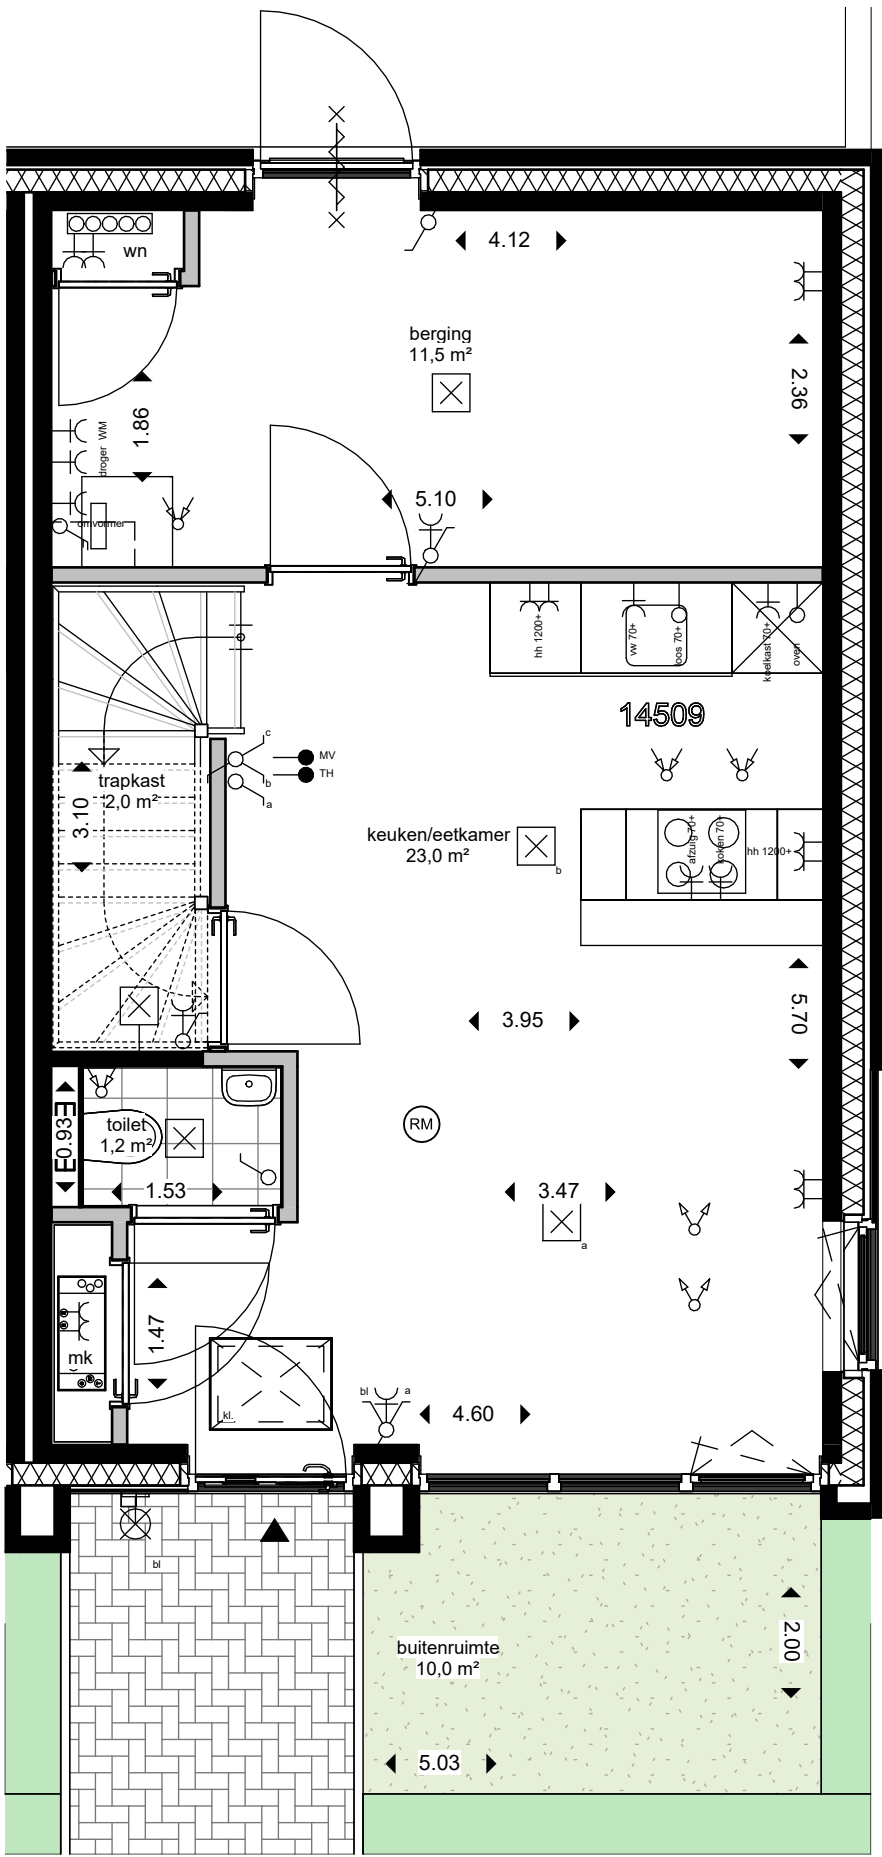 wn
4.12
berging
11,5 m²
2.36
1.86
droger WM
omvormer
5.10
hh 1200+
vw 70+
loos 70+
koelkast 70+
oven
14509
c
b
a
MV
TH
trapkast
2,0 m²
3.10
keuken/eetkamer
23,0 m²
b
afzuig 70+
koken 70+
hh 1200+
5.70
3.95
RM
toilet
1,2 m²
0.93
1.53
3.47
a
1.47
mk
kl.
bl a
4.60
bl
buitenruimte
10,0 m²
2.00
5.03